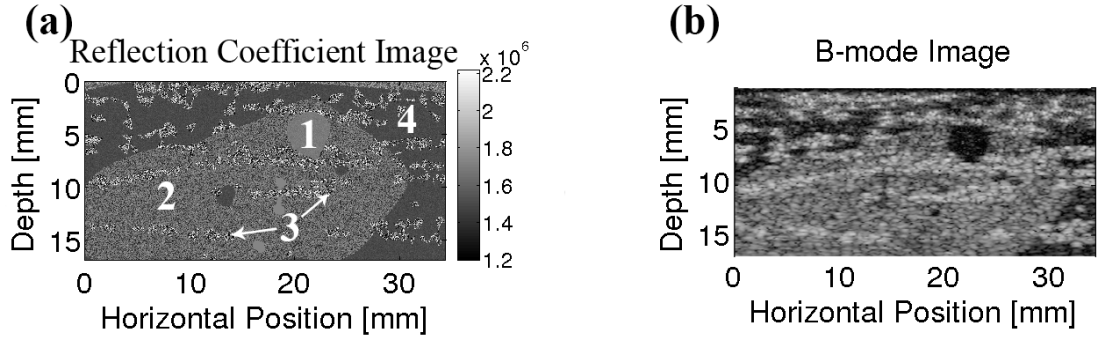 (a)
Reflection Coefficient Image
x 10^6
0
5
10
15
Depth [mm]
1
2
3
4
2.2
2
1.8
1.6
1.4
1.2
0 10 20 30
Horizontal Position [mm]
(b)
B-mode Image
5
10
15
Depth [mm]
0 10 20 30
Horizontal Position [mm]